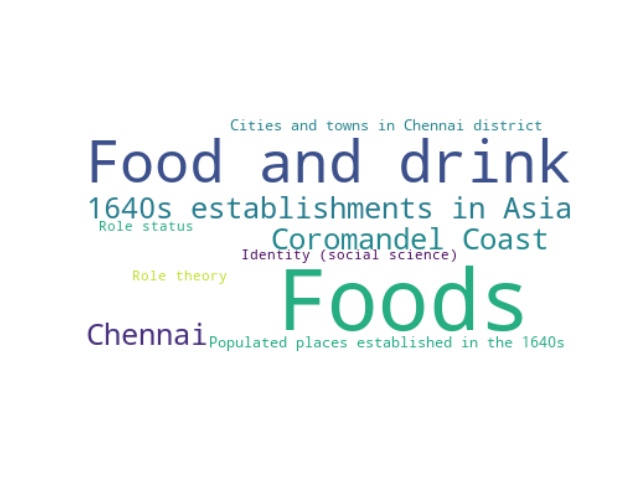 Cities and towns in Chennai district
Food and drink
1640s establishments in Asia
Role status
Coromandel Coast
Identity (social science)
Role theory
Foods
Chennai
Populated places established in the 1640s